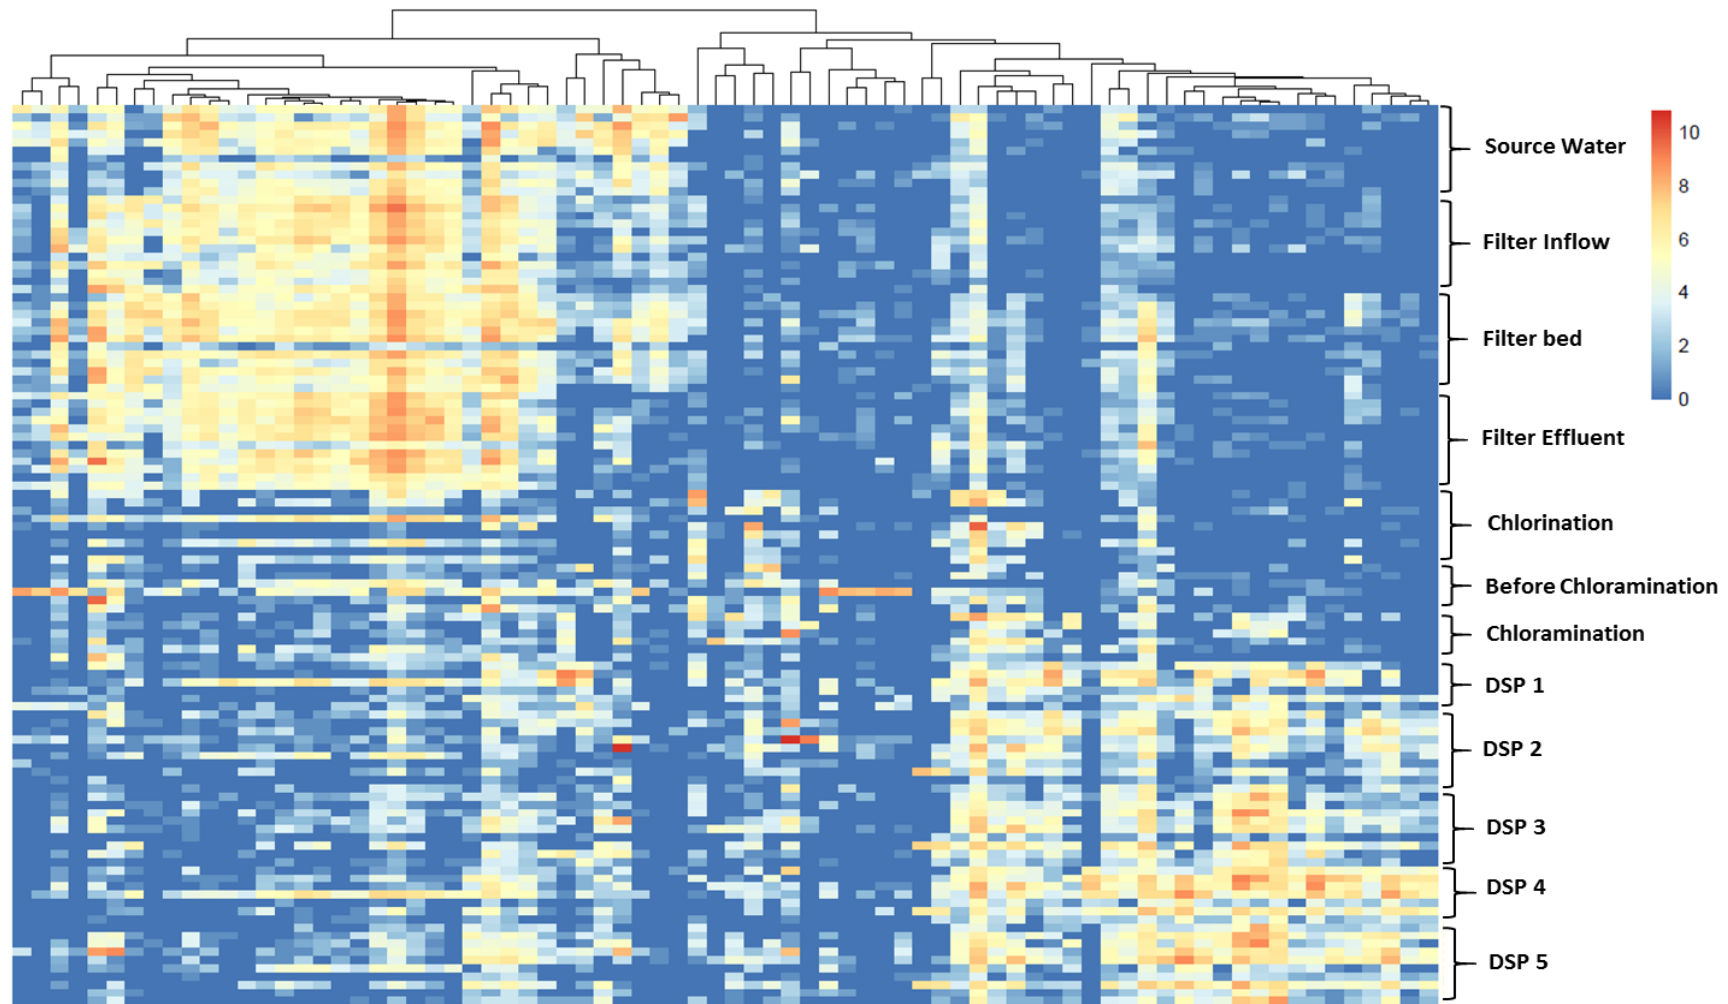 Source Water
Filter Inflow
Filter bed
Filter Effluent
Chlorination
Before Chloramination
Chloramination
DSP 1
DSP 2
DSP 3
DSP 4
DSP 5
10
8
6
4
2
0